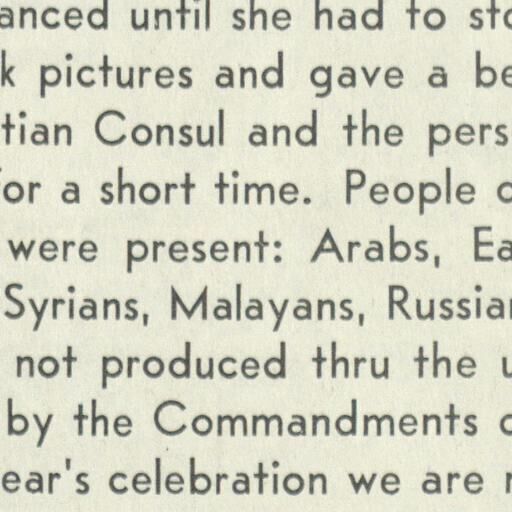 anced until she had to sto
k pictures and gave a be
tian Consul and the pers
for a short time. People o
were present: Arabs, Ea
Syrians, Malayans, Russian
not produced thru the u
by the Commandments o
ear's celebration we are r